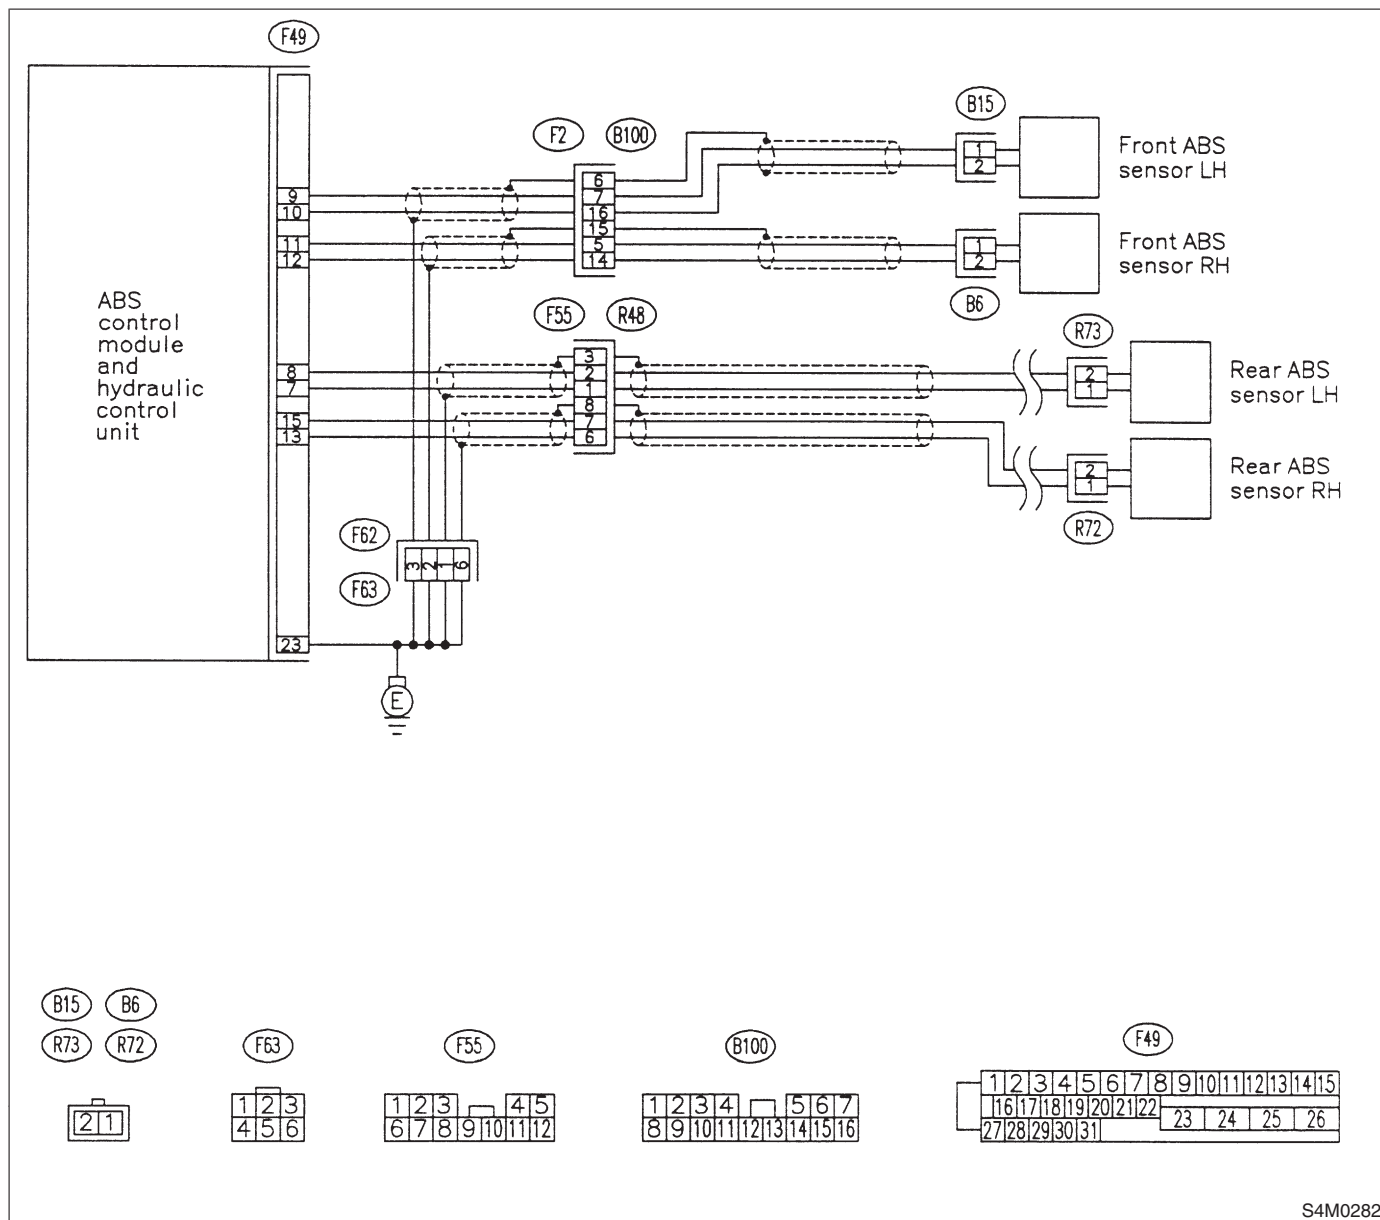 F49
B15
F2 B100
Front ABS
sensor LH
1
2
6
7
16
15
5
14
9
10
11
12
Front ABS
sensor RH
1
2
B6
ABS
control
module
and
hydraulic
control
unit
F55 R48
R73
8
7
15
13
3
2
1
8
7
6
2
1
Rear ABS
sensor LH
2
1
Rear ABS
sensor RH
R72
F62
3 2 1 6
F63
23
E
B15 B6
R73 R72
F63
F55
B100
F49
2 1
1 2 3
4 5 6
1 2 3 4 5
6 7 8 9 10 11 12
1 2 3 4 5 6 7
8 9 10 11 12 13 14 15 16
1 2 3 4 5 6 7 8 9 10 11 12 13 14 15
16 17 18 19 20 21 22
23 24 25 26
27 28 29 30 31
S4M0282